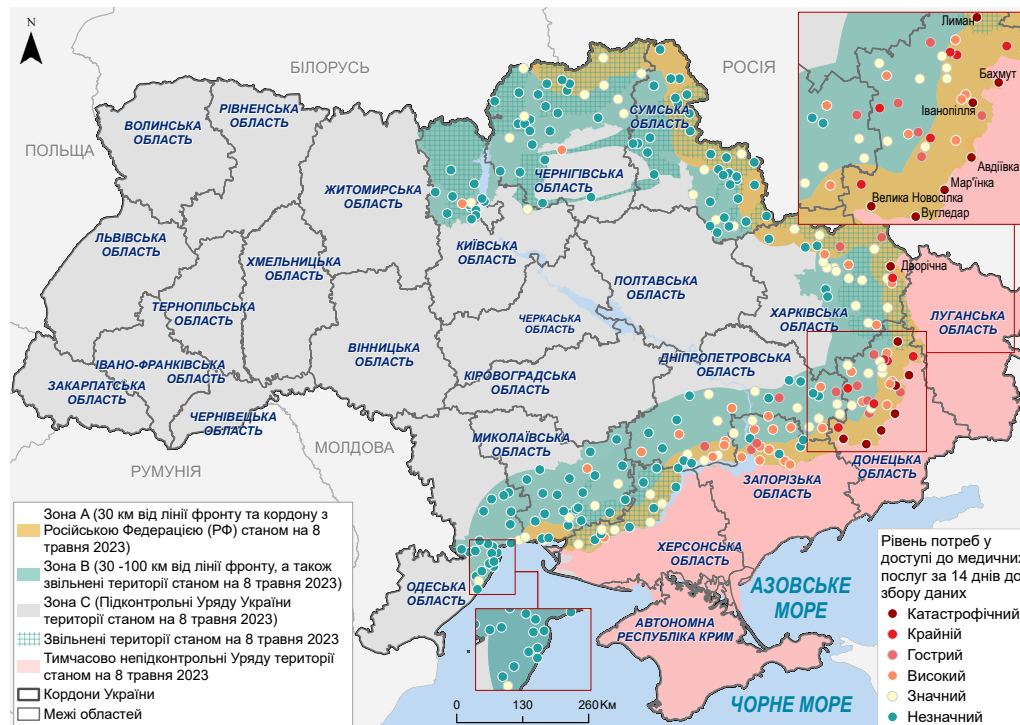 N
БІЛОРУСЬ
РОСІЯ
ПОЛЬЩА
РУМУНІЯ
МОЛДОВА
ВОЛИНСЬКА
ОБЛАСТЬ
РІВНЕНСЬКА
ОБЛАСТЬ
ЖИТОМИРСЬКА
ОБЛАСТЬ
ЧЕРНІГІВСЬКА
ОБЛАСТЬ
СУМСЬКА
ОБЛАСТЬ
ЛЬВІВСЬКА
ОБЛАСТЬ
ХМЕЛЬНИЦЬКА
ОБЛАСТЬ
ТЕРНОПІЛЬСЬКА
ОБЛАСТЬ
КИЇВСЬКА
ОБЛАСТЬ
ПОЛТАВСЬКА
ОБЛАСТЬ
ХАРКІВСЬКА
ОБЛАСТЬ
ЛУГАНСЬКА
ОБЛАСТЬ
ЧЕРКАСЬКА
ОБЛАСТЬ
ВІННИЦЬКА
ОБЛАСТЬ
ІВАНО-ФРАНКІВСЬКА
ОБЛАСТЬ
ЗАКАРПАТСЬКА
ОБЛАСТЬ
ЧЕРНІВЕЦЬКА
ОБЛАСТЬ
КІРОВОГРАДСЬКА
ОБЛАСТЬ
ДНІПРОПЕТРОВСЬКА
ОБЛАСТЬ
МИКОЛАЇВСЬКА
ОБЛАСТЬ
ДОНЕЦЬКА
ОБЛАСТЬ
ЗАПОРІЗЬКА
ОБЛАСТЬ
ХЕРСОНСЬКА
ОБЛАСТЬ
ОДЕСЬКА
ОБЛАСТЬ
АВТОНОМНА
РЕСПУБЛІКА КРИМ
АЗОВСЬКЕ
МОРЕ
ЧОРНЕ МОРЕ
Дворічна
Лиман
Бахмут
Іванопілля
Авдіївка
Мар'їнка
Велика Новосілка
Вугледар
Зона А (30 км від лінії фронту та кордону з
Російською Федерацією (РФ) станом на 8
травня 2023)
Зона В (30 -100 км від лінії фронту, а також
звільнені території станом на 8 травня 2023)
Зона С (Підконтрольні Уряду України
території станом на 8 травня 2023)
Звільнені території станом на 8 травня 2023
Тимчасово непідконтрольні Уряду території
станом на 8 травня 2023
Кордони України
Межі областей
0 130 260 Км
Рівень потреб у
доступі до медичних
послуг за 14 днів до
збору даних
Катастрофічний
Крайній
Гострий
Високий
Значний
Незначний